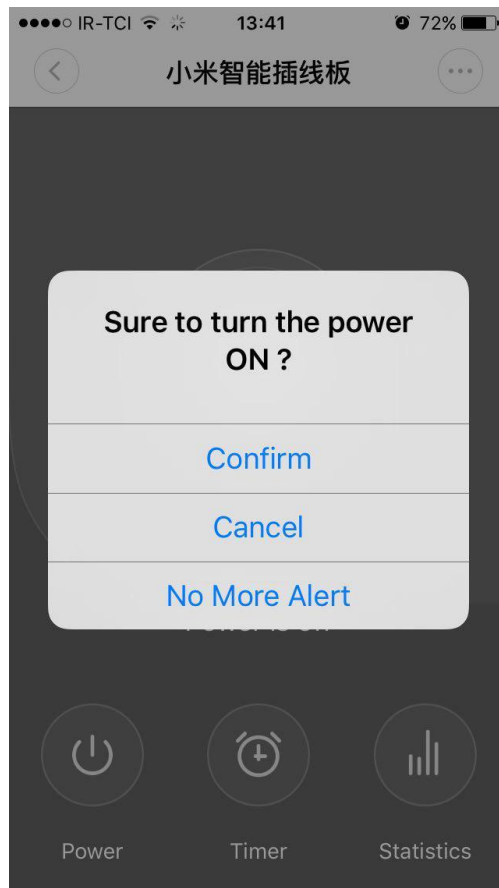 IR-TCI 13:41 72%
小米智能插线板
Sure to turn the power
ON ?
Confirm
Cancel
No More Alert
Power Timer Statistics